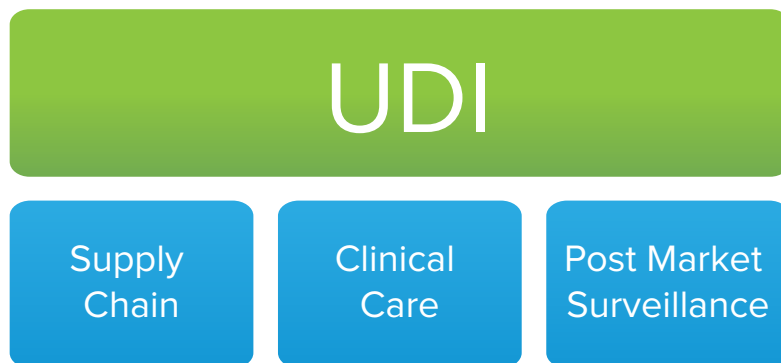 UDI
Supply
Chain
Clinical
Care
Post Market
Surveillance